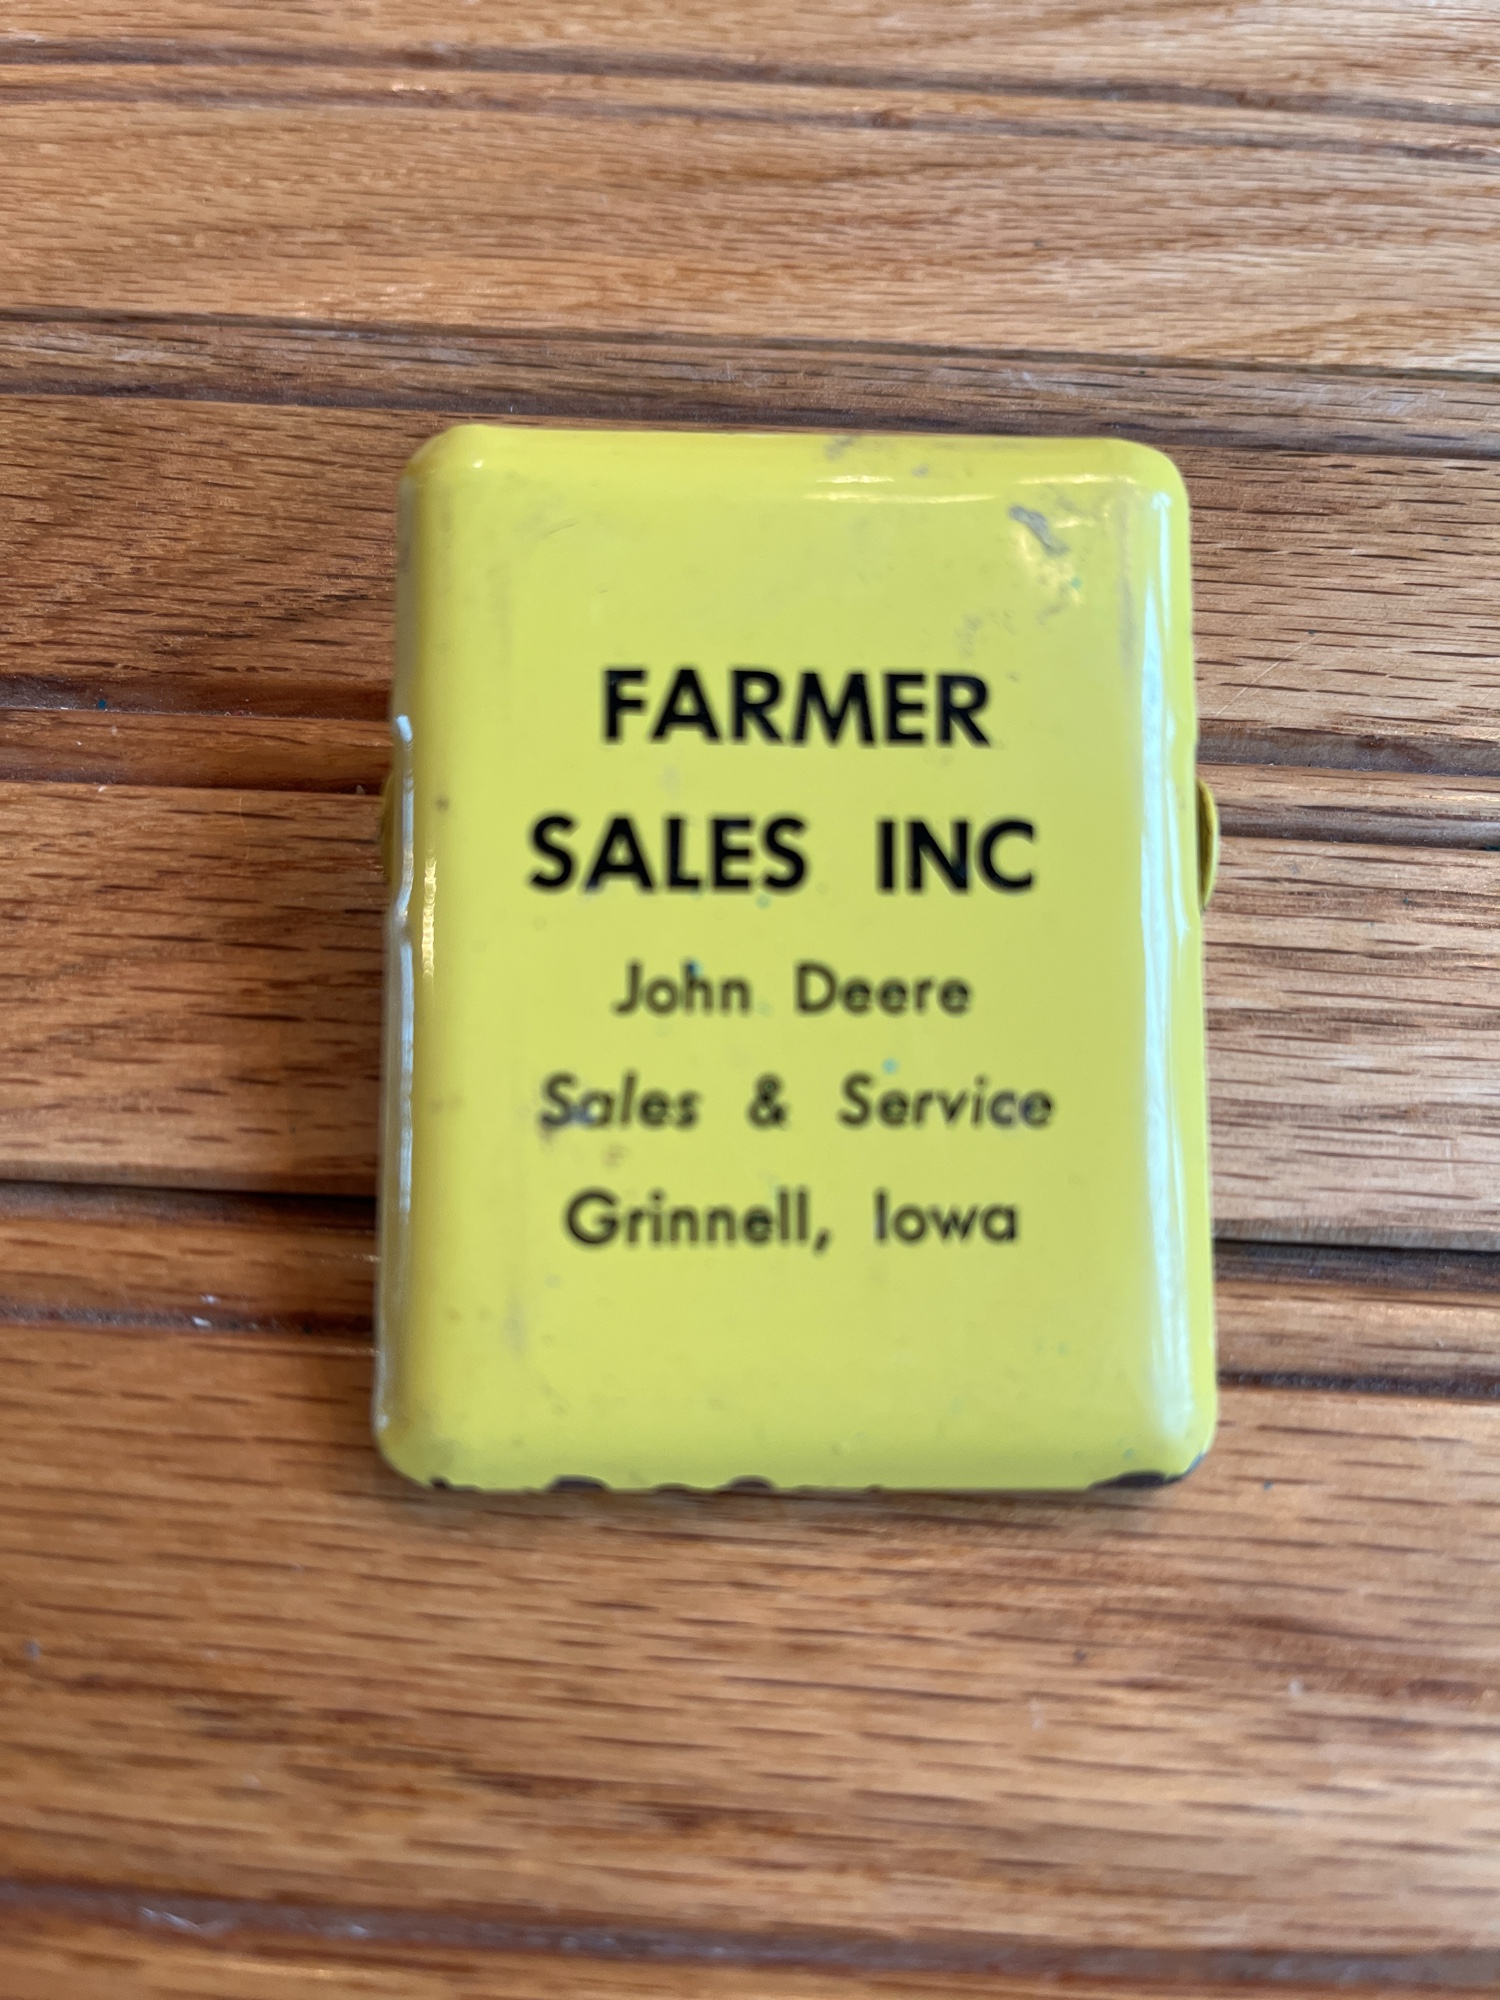 FARMER
SALES INC
John Deere
Sales & Service
Grinnell, Iowa